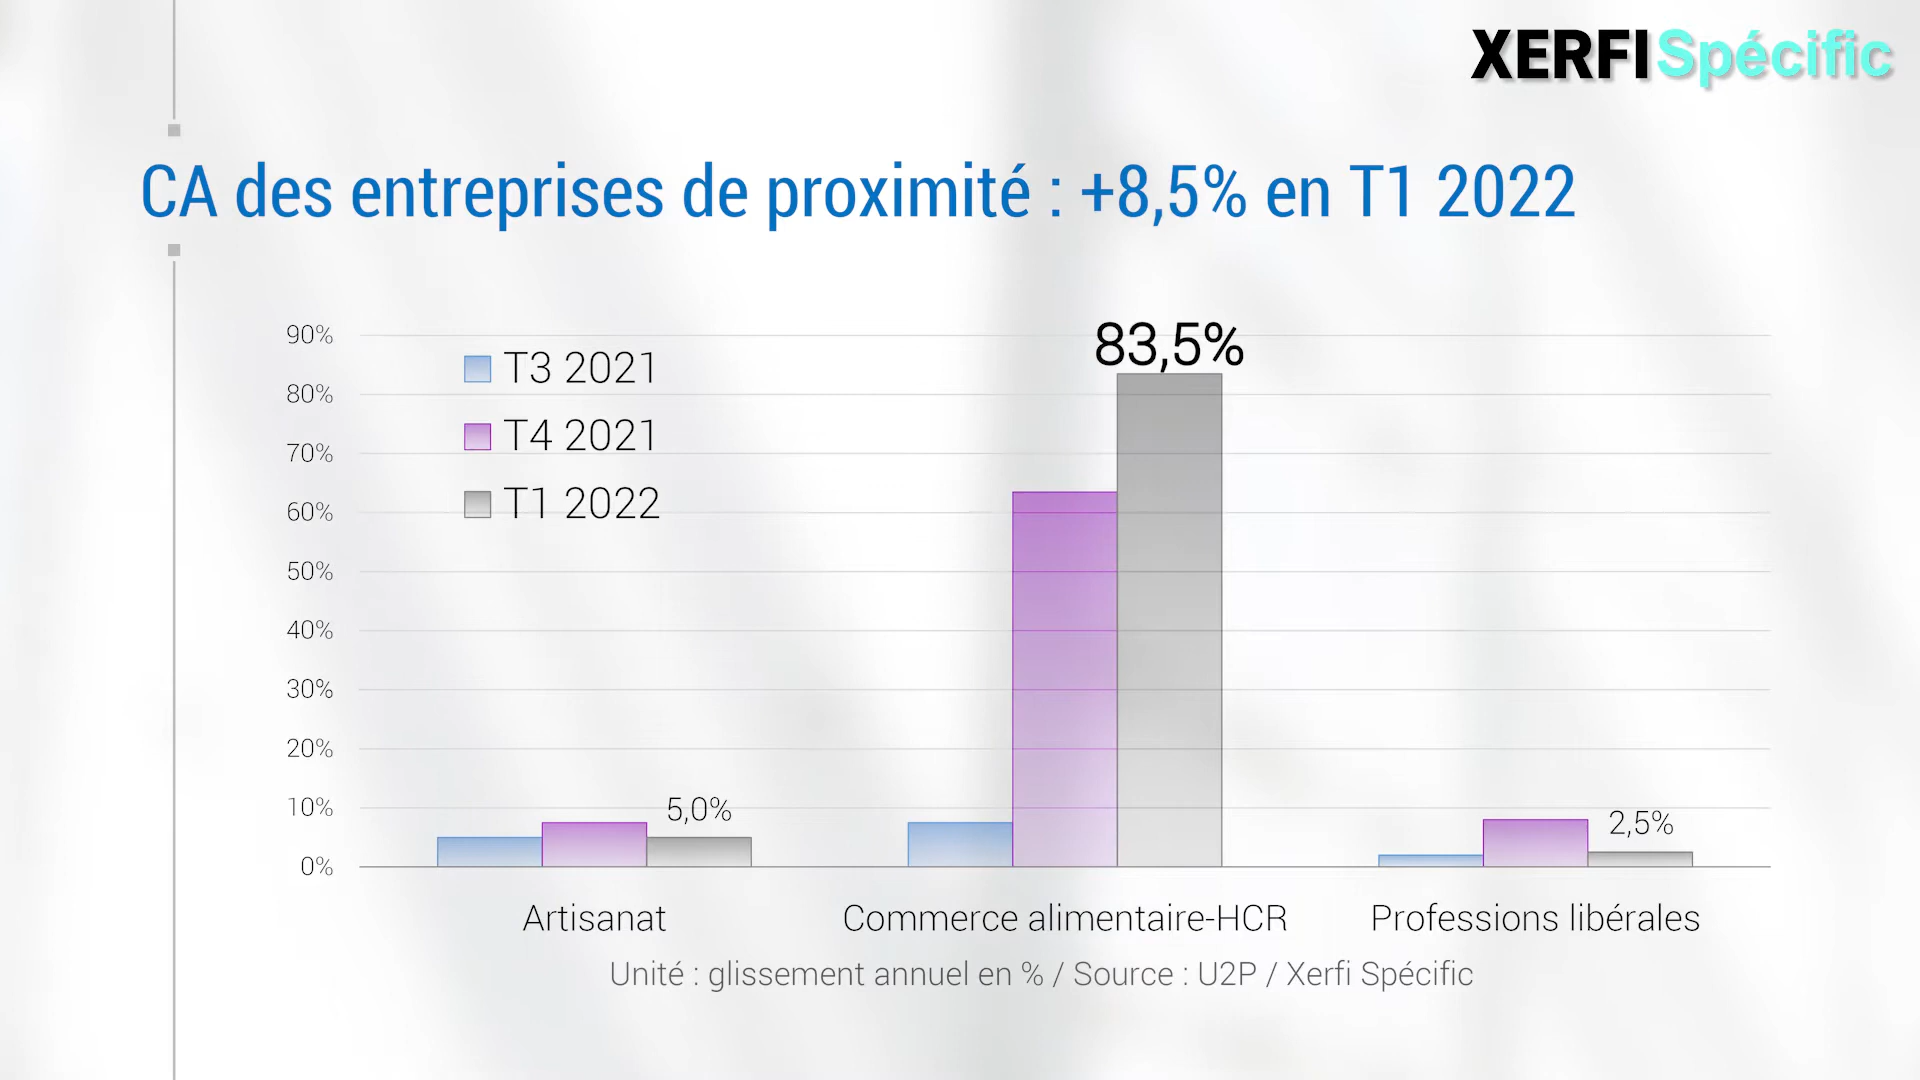 XERFI Spécific
CA des entreprises de proximité : +8,5% en T1 2022
90%
80%
70%
60%
50%
40%
30%
20%
10%
0%
T3 2021
T4 2021
T1 2022
5,0%
83,5%
2,5%
Artisanat
Commerce alimentaire-HCR
Professions libérales
Unité : glissement annuel en % / Source : U2P / Xerfi Spécific